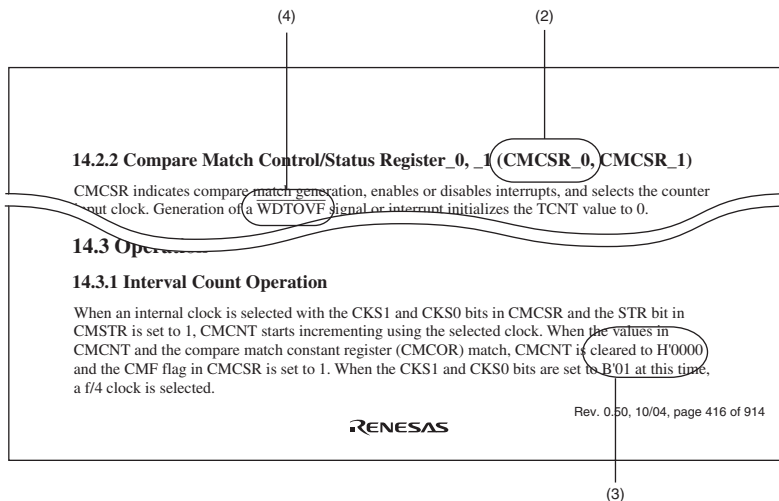 (4)
(2)
14.2.2 Compare Match Control/Status Register_0, _1 (CMCSR_0, CMCSR_1)
CMCSR indicates compare match generation, enables or disables interrupts, and selects the counter
input clock. Generation of a WDTOVF signal or interrupt initializes the TCNT value to 0.
14.3 Operation
14.3.1 Interval Count Operation
When an internal clock is selected with the CKS1 and CKS0 bits in CMCSR and the STR bit in
CMSTR is set to 1, CMCNT starts incrementing using the selected clock. When the values in
CMCNT and the compare match constant register (CMCOR) match, CMCNT is cleared to H'0000
and the CMF flag in CMCSR is set to 1. When the CKS1 and CKS0 bits are set to B'01 at this time,
a f/4 clock is selected.
Rev. 0.50, 10/04, page 416 of 914
RENESAS
(3)